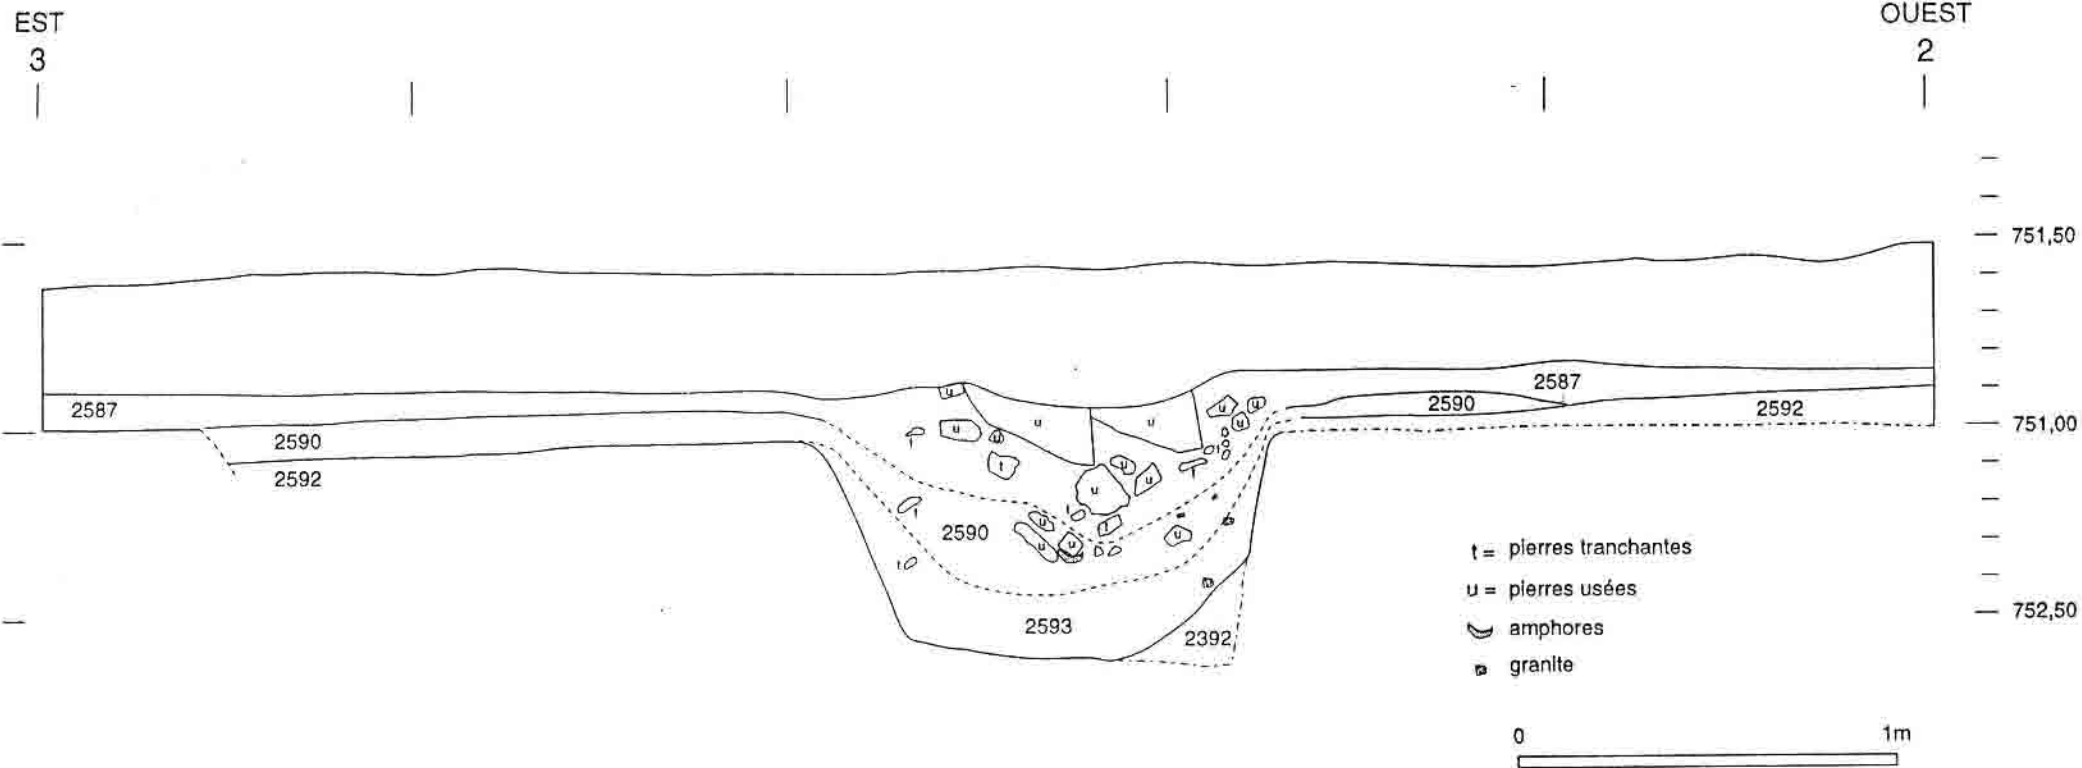 EST
OUEST
3
2
751,50
2587
2587
2590
2592
751,00
2590
2592
2590
2593
2392
752,50
u
u
u
u
u
u
u
t
u
u
u
u
t
t
t
t
t
t
u
u
u
u
t
u
t = pierres tranchantes
u = pierres usées
amphores
granite
0
1m